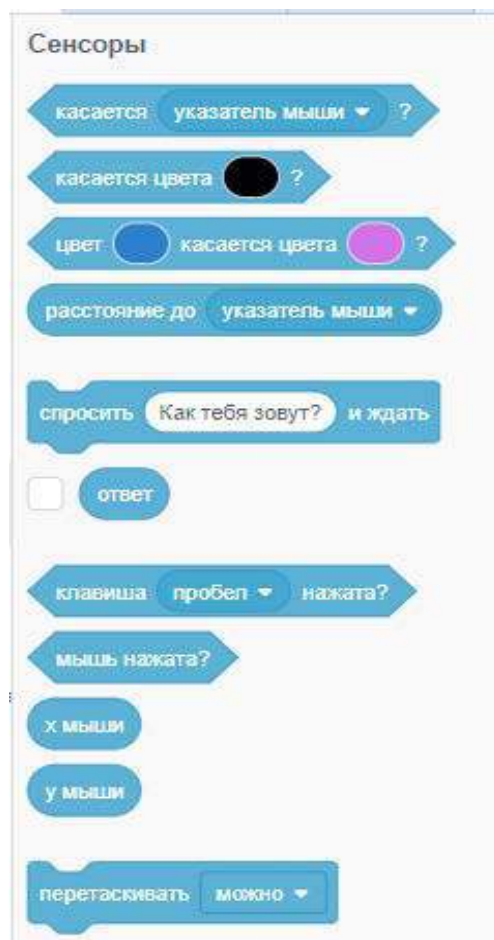 Сенсоры
касается указатель мыши ?
касается цвета ?
цвет касается цвета ?
расстояние до указатель мыши
спросить Как тебя зовут? и ждать
ответ
клавиша пробел нажата?
мышь нажата?
х мыши
у мыши
перетаскивать можно